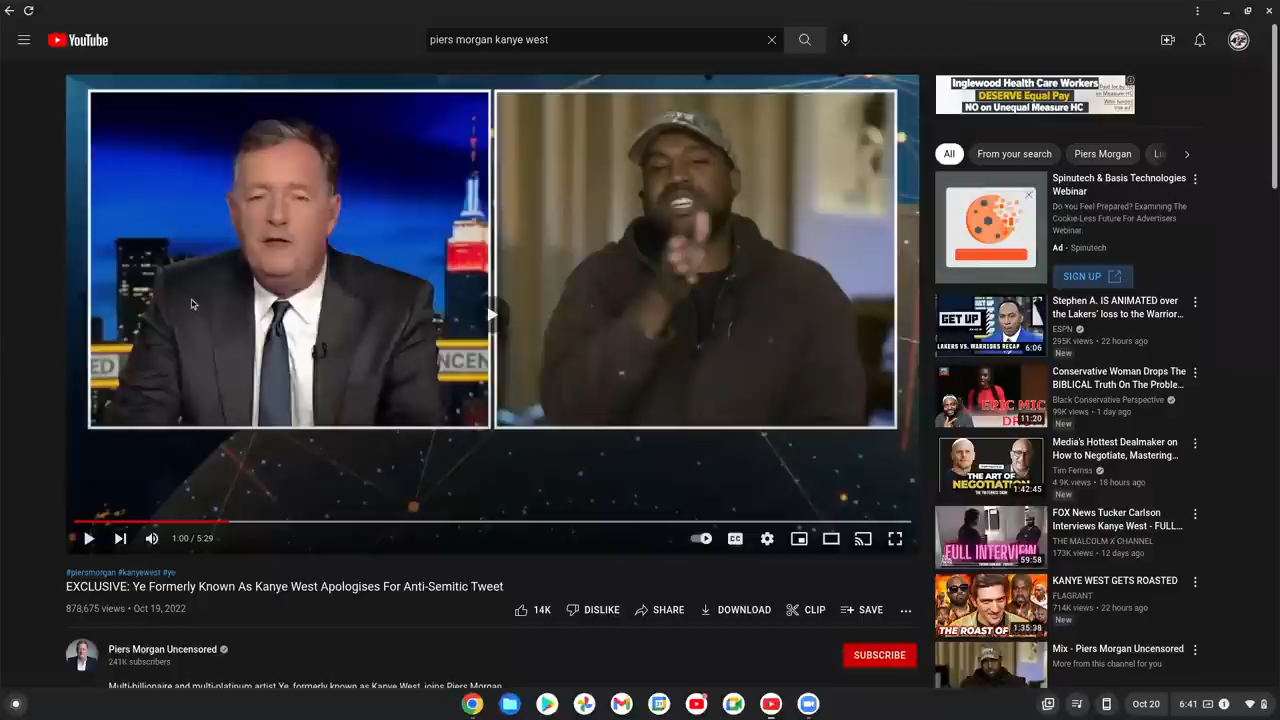 YouTube
piers morgan kanye west
ED
NCEN
1:00 / 5:29
CC
#piersmorgan #kanyewest #ye
EXCLUSIVE: Ye Formerly Known As Kanye West Apologises For Anti-Semitic Tweet
878,675 views • Oct 19, 2022
14K
DISLIKE
SHARE
DOWNLOAD
CLIP
SAVE
Piers Morgan Uncensored
241K subscribers
SUBSCRIBE
Multi-billionaire and multi-platinum artist Ye, formerly known as Kanye West, joins Piers Morgan
Inglewood Health Care Workers
DESERVE Equal Pay
NO on Unequal Measure HC
All
From your search
Piers Morgan
Spinutech & Basis Technologies
Webinar
Do You Feel Prepared? Examining The
Cookie-Less Future For Advertisers
Webinar.
Ad • Spinutech
SIGN UP
GET UP
LAKERS VS. WARRIORS RECAP
6:06
Stephen A. IS ANIMATED over
the Lakers' loss to the Warrior...
ESPN
295K views • 22 hours ago
New
EPIC MIC
11:20
Conservative Woman Drops The
BIBLICAL Truth On The Proble...
Black Conservative Perspective
99K views • 1 day ago
New
THE ART OF
NEGOTIATION
1:42:45
Media's Hottest Dealmaker on
How to Negotiate, Mastering...
Tim Ferriss
4.9K views • 18 hours ago
New
FULL INTERVIEW
59:58
FOX News Tucker Carlson
Interviews Kanye West - FULL...
THE MALCOLM X CHANNEL
173K views • 12 days ago
THE ROAST OF
1:35:38
KANYE WEST GETS ROASTED
FLAGRANT
714K views • 22 hours ago
New
Mix - Piers Morgan Uncensored
More from this channel for you
Oct 20
6:41
1